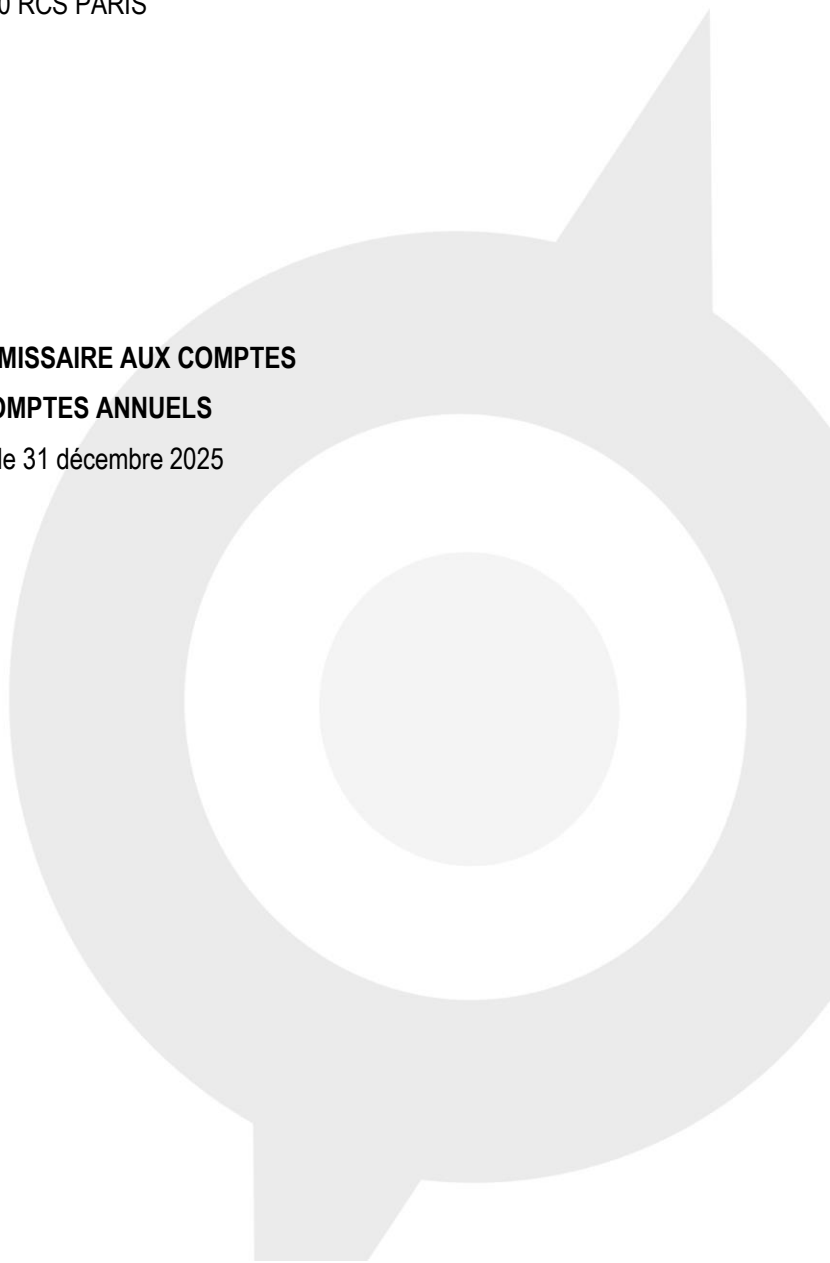 0 RCS PARIS
MISSAIRE AUX COMPTES
OMPTES ANNUELS
le 31 décembre 2025